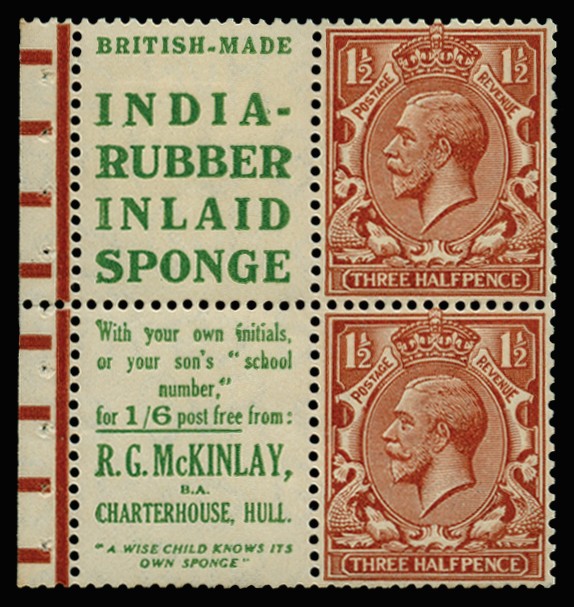 BRITISH-MADE
INDIA-
RUBBER
INLAID
SPONGE
With your own initials,
or your son's "school
number,"
for 1/6 post free from:
R.G. McKINLAY,
B.A.
CHARTERHOUSE, HULL.
"A WISE CHILD KNOWS ITS
OWN SPONGE"
1½ 1½
POSTAGE REVENUE
THREE HALFPENCE
1½ 1½
POSTAGE REVENUE
THREE HALFPENCE